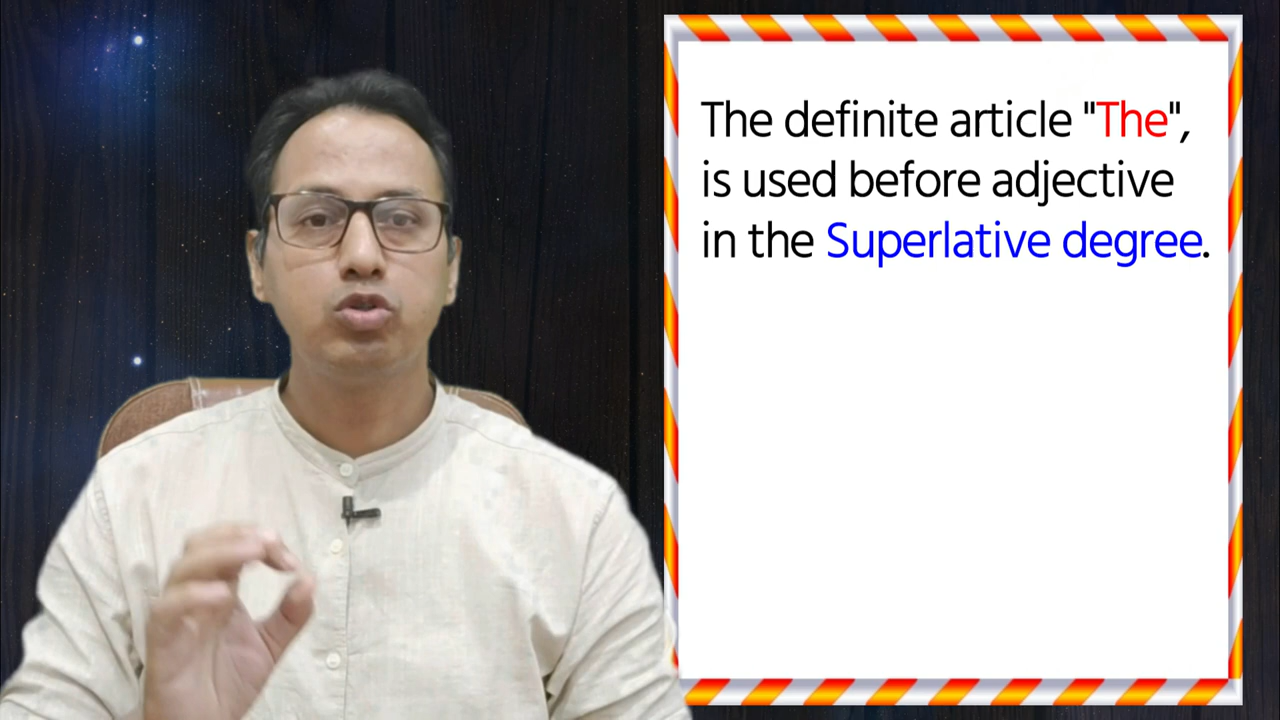 The definite article "The",
is used before adjective
in the Superlative degree.